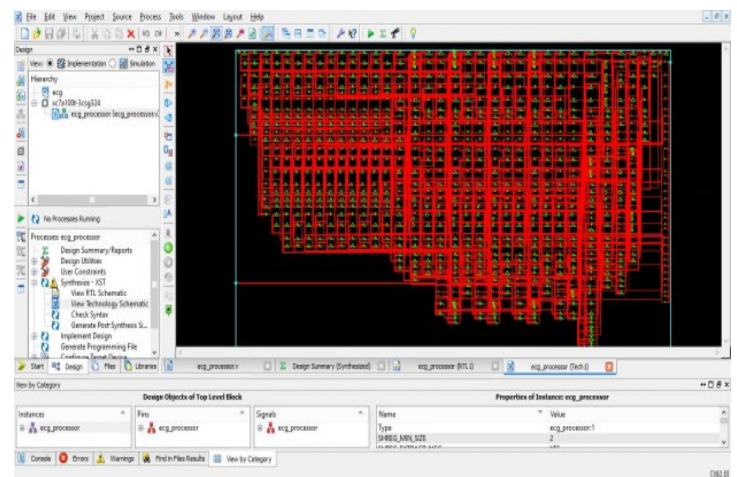 File Edit View Project Source Process Tools Window Layout Help
Design
View: Implementation Simulation
Hierarchy
ecg
xc7a100t-3csg324
ecg_processor (ecg_processor.v
No Processes Running
Processes: ecg_processor
Design Summary/Reports
Design Utilities
User Constraints
Synthesize - XST
View RTL Schematic
View Technology Schematic
Check Syntax
Generate Post-Synthesis Si...
Implement Design
Generate Programming File
Configure Target Device
Start Design Files Libraries
ecg_processor.v Design Summary (Synthesized) ecg_processor (RTL1) ecg_processor (Tech1)
View by Category
Design Objects of Top Level Block Properties of Instance: ecg_processor
Instances Pins Signals Name Value
ecg_processor ecg_processor ecg_processor Type ecg_processor:1
SHREG_MIN_SIZE 2
Console Errors Warnings Find in Files Results View by Category